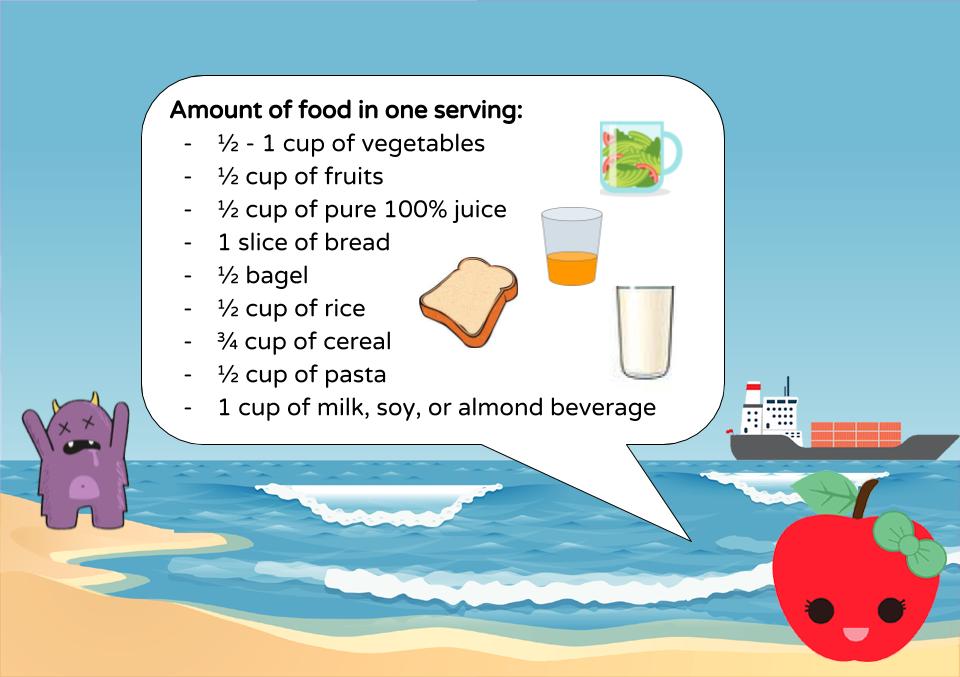 Amount of food in one serving:
- ½ - 1 cup of vegetables
- ½ cup of fruits
- ½ cup of pure 100% juice
- 1 slice of bread
- ½ bagel
- ½ cup of rice
- ¾ cup of cereal
- ½ cup of pasta
- 1 cup of milk, soy, or almond beverage